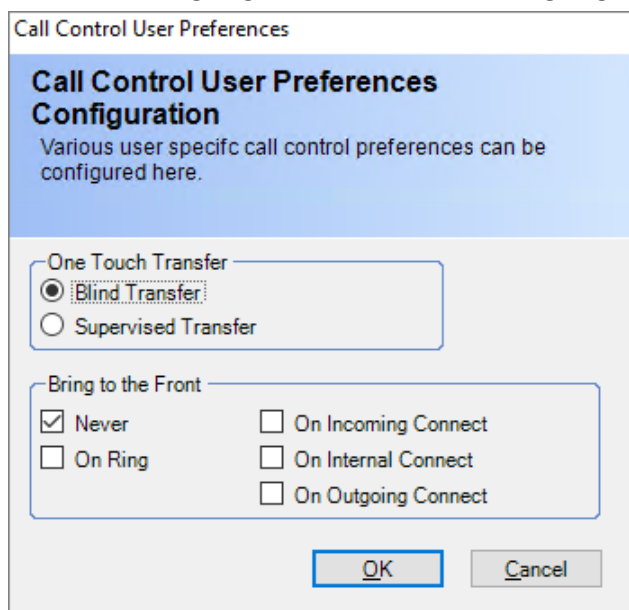 Call Control User Preferences
Call Control User Preferences
Configuration
Various user specifc call control preferences can be
configured here.
One Touch Transfer
Blind Transfer
Supervised Transfer
Bring to the Front
Never
On Incoming Connect
On Ring
On Internal Connect
On Outgoing Connect
OK
Cancel